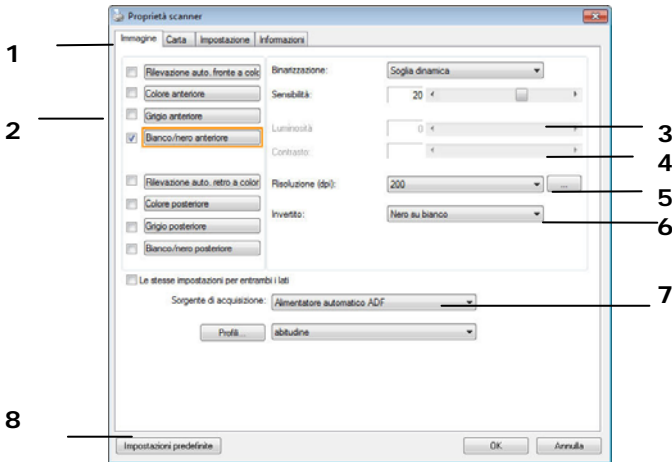 Proprietà scanner
Immagine Carta Impostazione Informazioni
1
Rilevazione auto. fronte a colo Binarizzazione: Soglia dinamica
Colore anteriore Sensibilità: 20
2
Grigio anteriore
Bianco/nero anteriore Luminosità 0 3
Contrasto: 4
Rilevazione auto. retro a color Risoluzione (dpi): 200 ... 5
Colore posteriore
Grigio posteriore Invertito: Nero su bianco 6
Bianco/nero posteriore
Le stesse impostazioni per entrambi i lati
Sorgente di acquisizione: Alimentatore automatico ADF 7
Profili... abitudine
8
Impostazioni predefinite OK Annulla